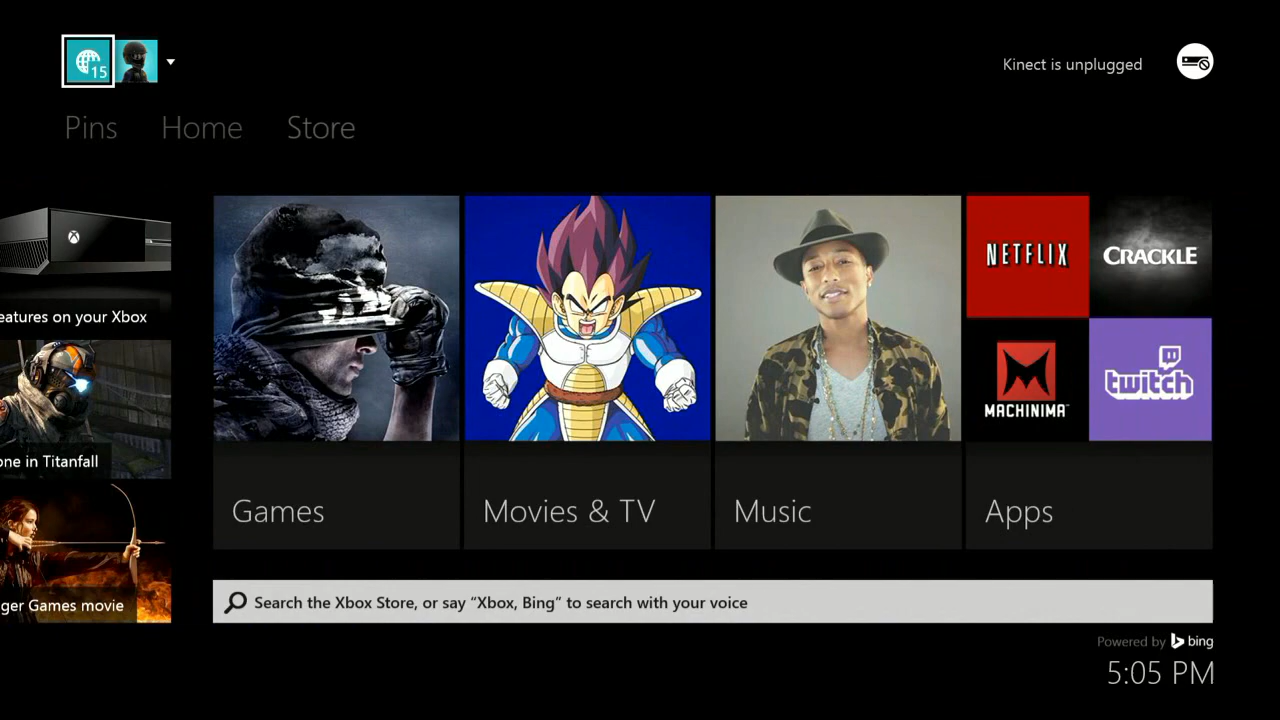 15
Kinect is unplugged
Pins
Home
Store
eatures on your Xbox
one in Titanfall
ger Games movie
NETFLIX
CRACKLE
MACHINIMA
twitch
Games
Movies & TV
Music
Apps
Search the Xbox Store, or say “Xbox, Bing” to search with your voice
Powered by bing
5:05 PM